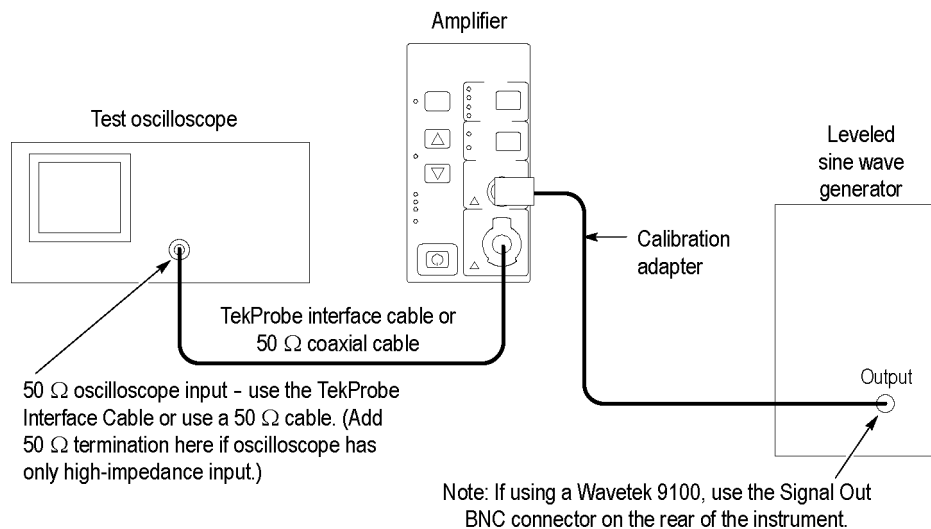 Amplifier
Test oscilloscope
Leveled
sine wave
generator
Calibration
adapter
TekProbe interface cable or
50 Ω coaxial cable
Output
50 Ω oscilloscope input – use the TekProbe
Interface Cable or use a 50 Ω cable. (Add
50 Ω termination here if oscilloscope has
only high-impedance input.)
Note: If using a Wavetek 9100, use the Signal Out
BNC connector on the rear of the instrument.